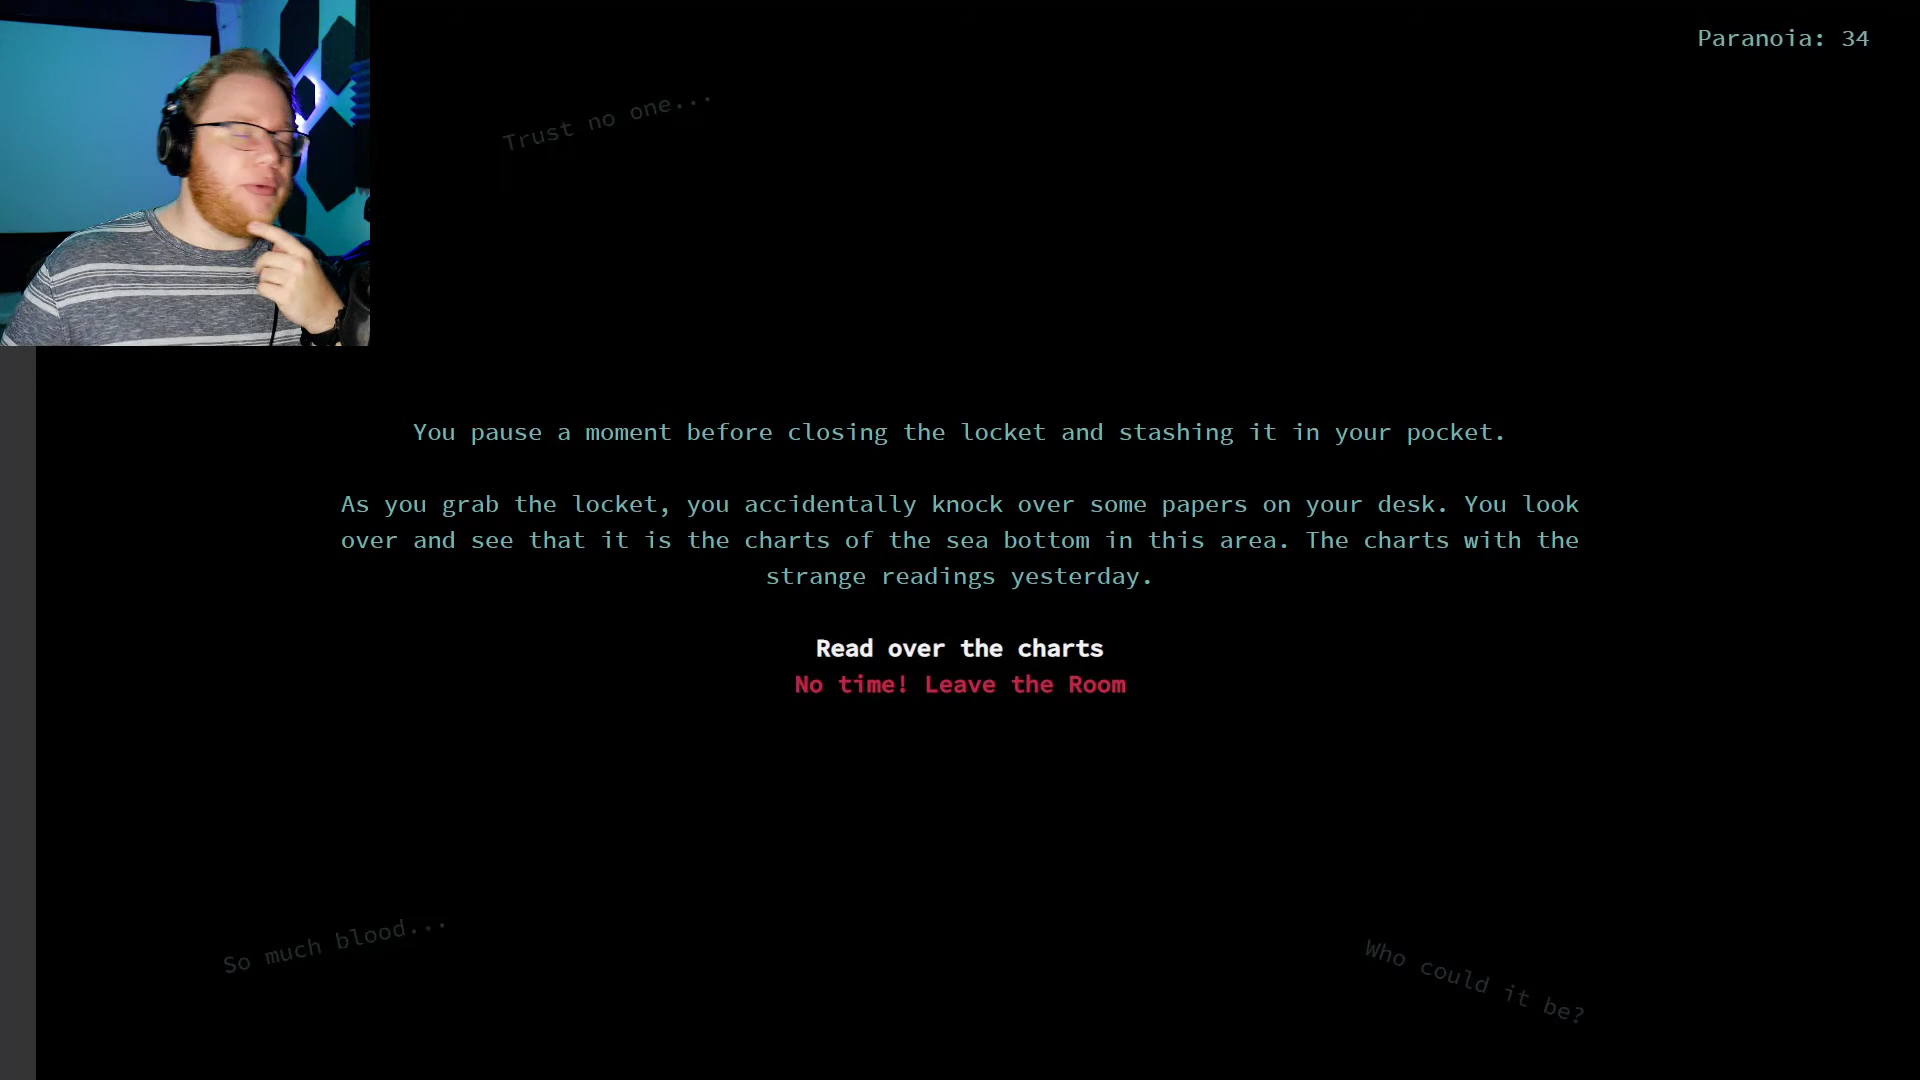 Paranoia: 34
Trust no one...
You pause a moment before closing the locket and stashing it in your pocket.
As you grab the locket, you accidentally knock over some papers on your desk. You look
over and see that it is the charts of the sea bottom in this area. The charts with the
strange readings yesterday.
Read over the charts
No time! Leave the Room
So much blood...
Who could it be?